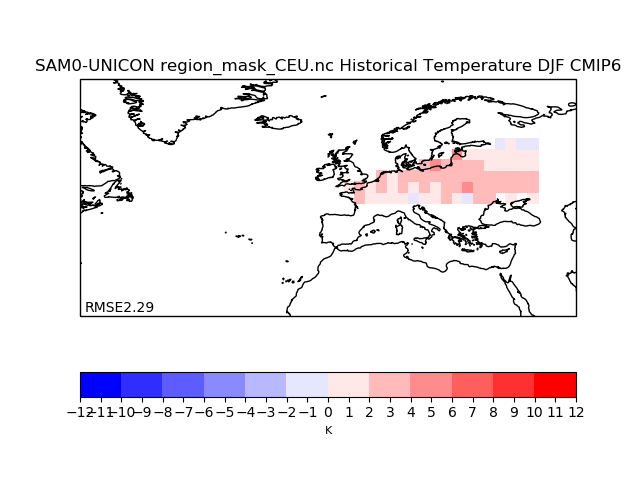 SAM0-UNICON region_mask_CEU.nc Historical Temperature DJF CMIP6
RMSE2.29
−12 −11 −10 −9 −8 −7 −6 −5 −4 −3 −2 −1 0 1 2 3 4 5 6 7 8 9 10 11 12
K